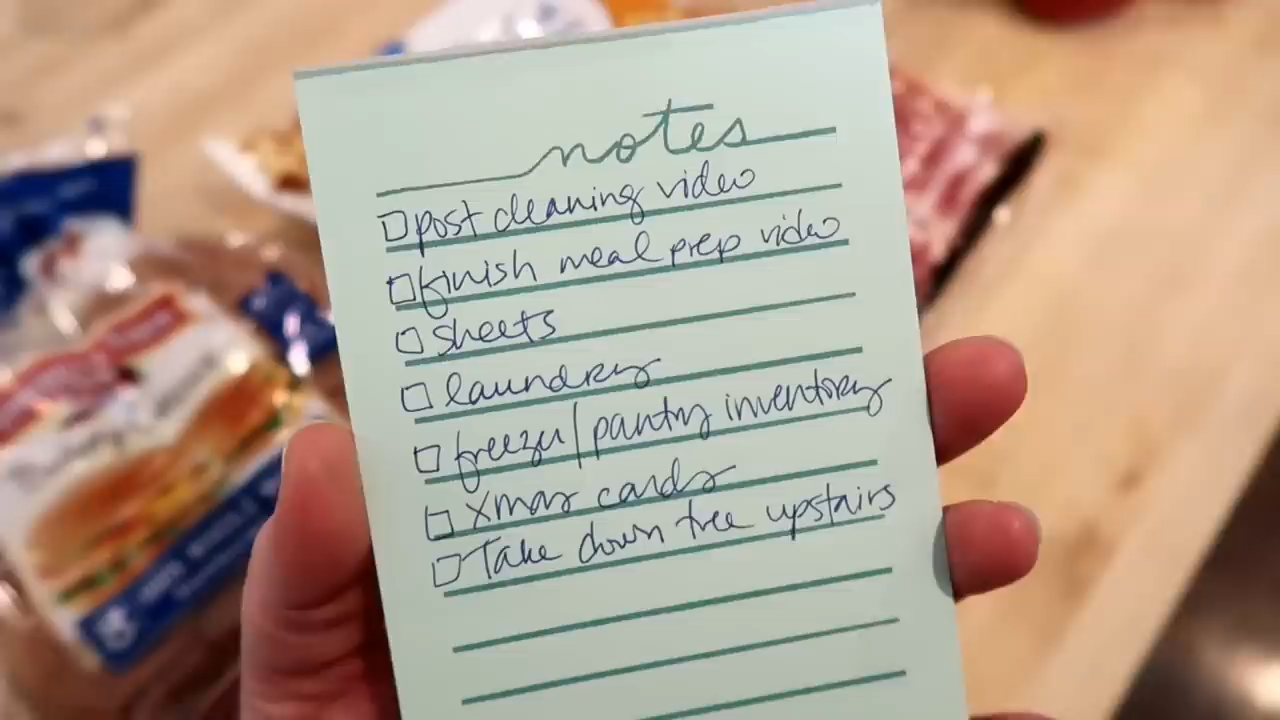 notes
post cleaning video
finish meal prep video
sheets
laundry
freezer/pantry inventory
Xmas cards
Take down tree upstairs